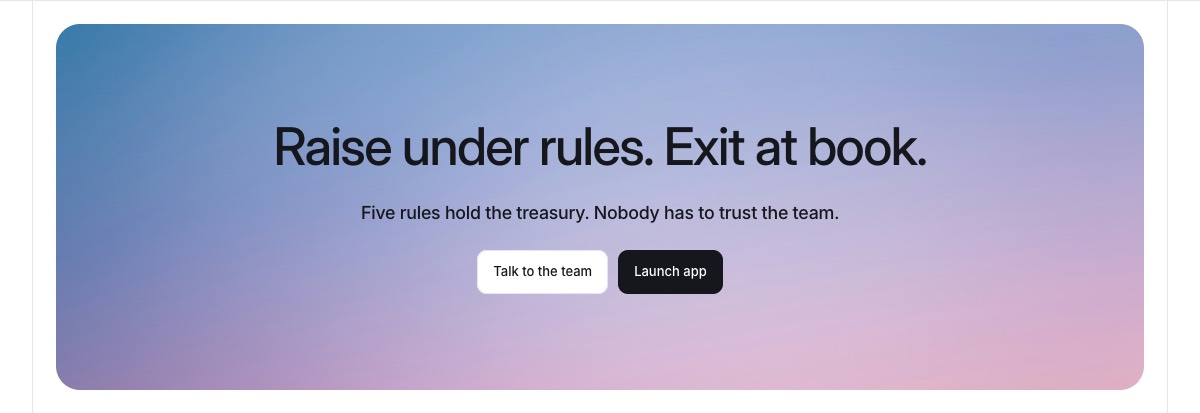 Raise under rules. Exit at book.
Five rules hold the treasury. Nobody has to trust the team.
Talk to the team
Launch app